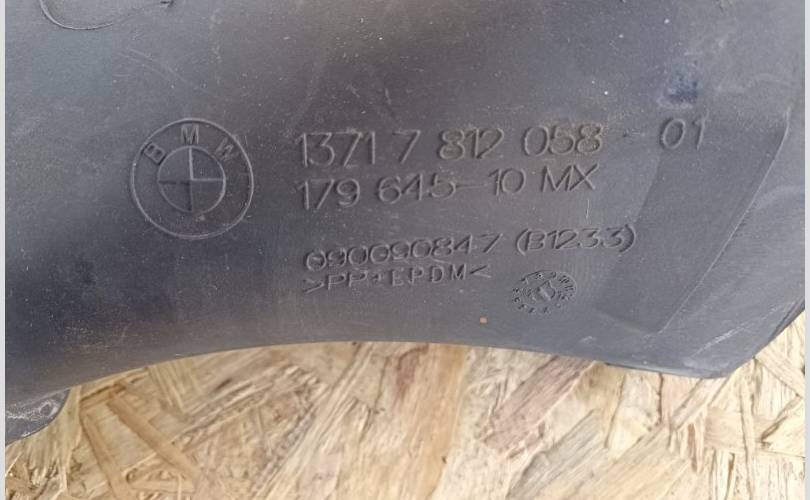 BMW
1371 7 812 058 01
179 645-10 MX
090090847 (B1233)
>PP+EPDM<